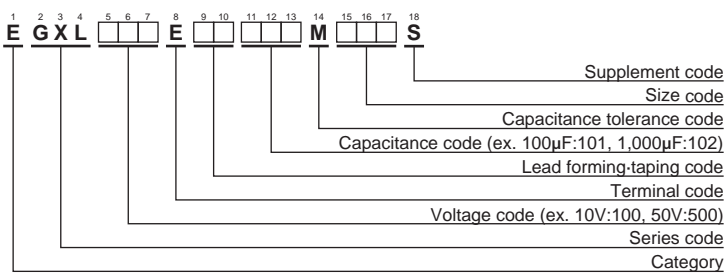 1 2 3 4 5 6 7 8 9 10 11 12 13 14 15 16 17 18
E GXL E M S
Supplement code
Size code
Capacitance tolerance code
Capacitance code (ex. 100µF:101, 1,000µF:102)
Lead forming·taping code
Terminal code
Voltage code (ex. 10V:100, 50V:500)
Series code
Category